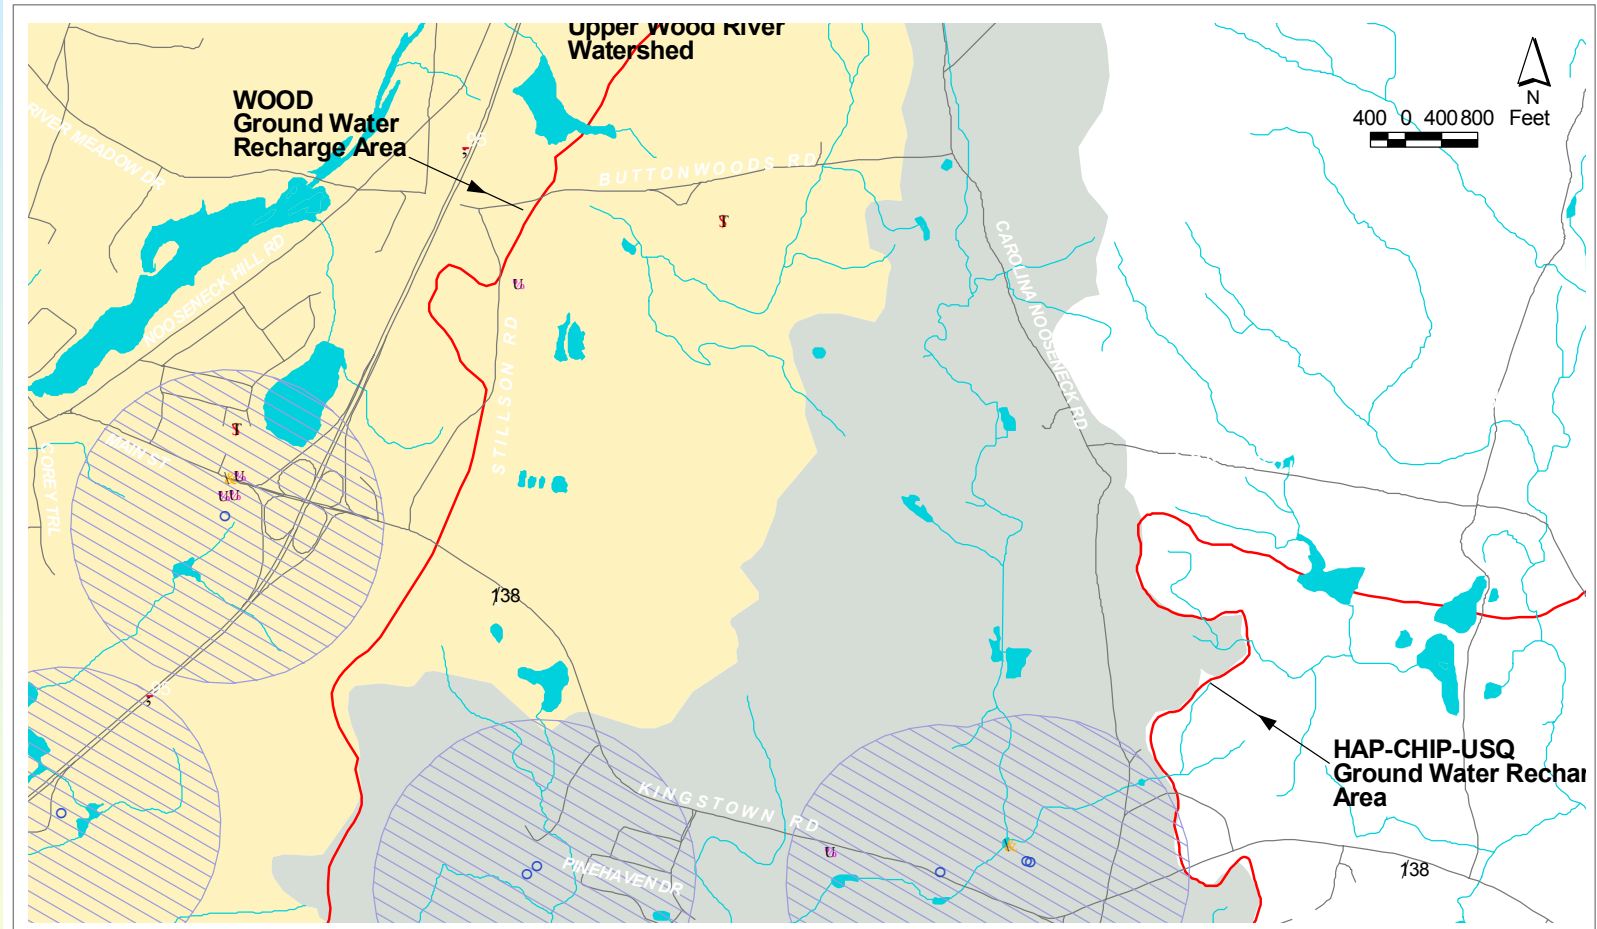 Upper Wood River
Watershed
WOOD
Ground Water
Recharge Area
N
400 0 400 800 Feet
RIVER MEADOW DR
95
BUTTONWOODS RD
T
CAROLINA NOOSENECK RD
NOOSENECK HILL RD
U
STILLSON RD
T
MAIN ST
COREY TRL
U
U U
138
95
HAP-CHIP-USQ
Ground Water Rechar
Area
KINGSTOWN RD
U
PINEHAVEN DR
138